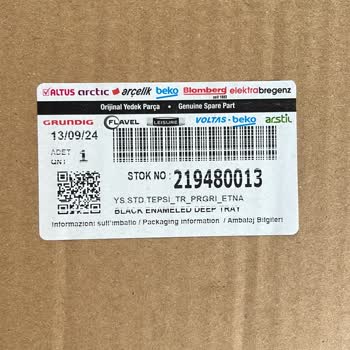 ALTUS arctic arçelik beko Blomberg elektrabregenz
Orijinal Yedek Parça • Genuine Spare Part
GRUNDIG FLAVEL LEISURE VOLTAS•beko arstil
13/09/24
ADET
UNT: 1
STOK NO : 219480013
YS.STD.TEPSI_TR_PRGRI_ETNA
BLACK ENAMELED DEEP TRAY
Informazioni sull'imballo / Packaging information / Ambalaj Bilgileri